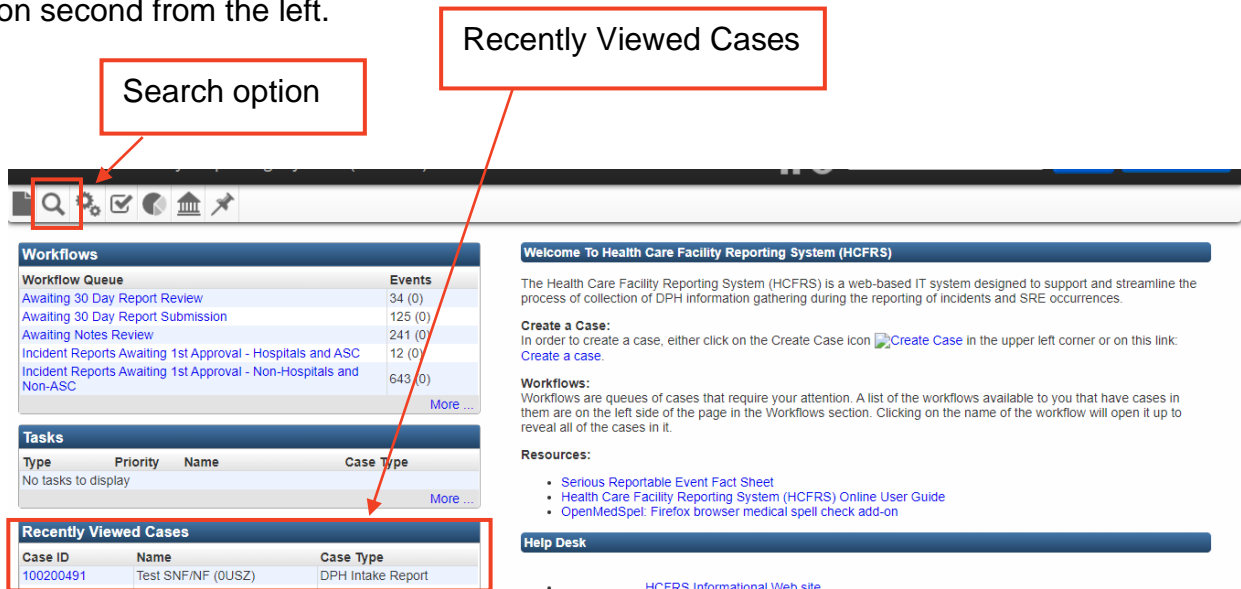 on second from the left.
Recently Viewed Cases
Search option
Workflows
Workflow Queue Events
Awaiting 30 Day Report Review 34 (0)
Awaiting 30 Day Report Submission 125 (0)
Awaiting Notes Review 241 (0)
Incident Reports Awaiting 1st Approval - Hospitals and ASC 12 (0)
Incident Reports Awaiting 1st Approval - Non-Hospitals and
Non-ASC 643 (0)
More ...
Tasks
Type Priority Name Case Type
No tasks to display
More ...
Recently Viewed Cases
Case ID Name Case Type
100200491 Test SNF/NF (0USZ) DPH Intake Report
Welcome To Health Care Facility Reporting System (HCFRS)
The Health Care Facility Reporting System (HCFRS) is a web-based IT system designed to support and streamline the
process of collection of DPH information gathering during the reporting of incidents and SRE occurrences.
Create a Case:
In order to create a case, either click on the Create Case icon Create Case in the upper left corner or on this link:
Create a case.
Workflows:
Workflows are queues of cases that require your attention. A list of the workflows available to you that have cases in
them are on the left side of the page in the Workflows section. Clicking on the name of the workflow will open it up to
reveal all of the cases in it.
Resources:
• Serious Reportable Event Fact Sheet
• Health Care Facility Reporting System (HCFRS) Online User Guide
• OpenMedSpel: Firefox browser medical spell check add-on
Help Desk
• HCFRS Informational Web site